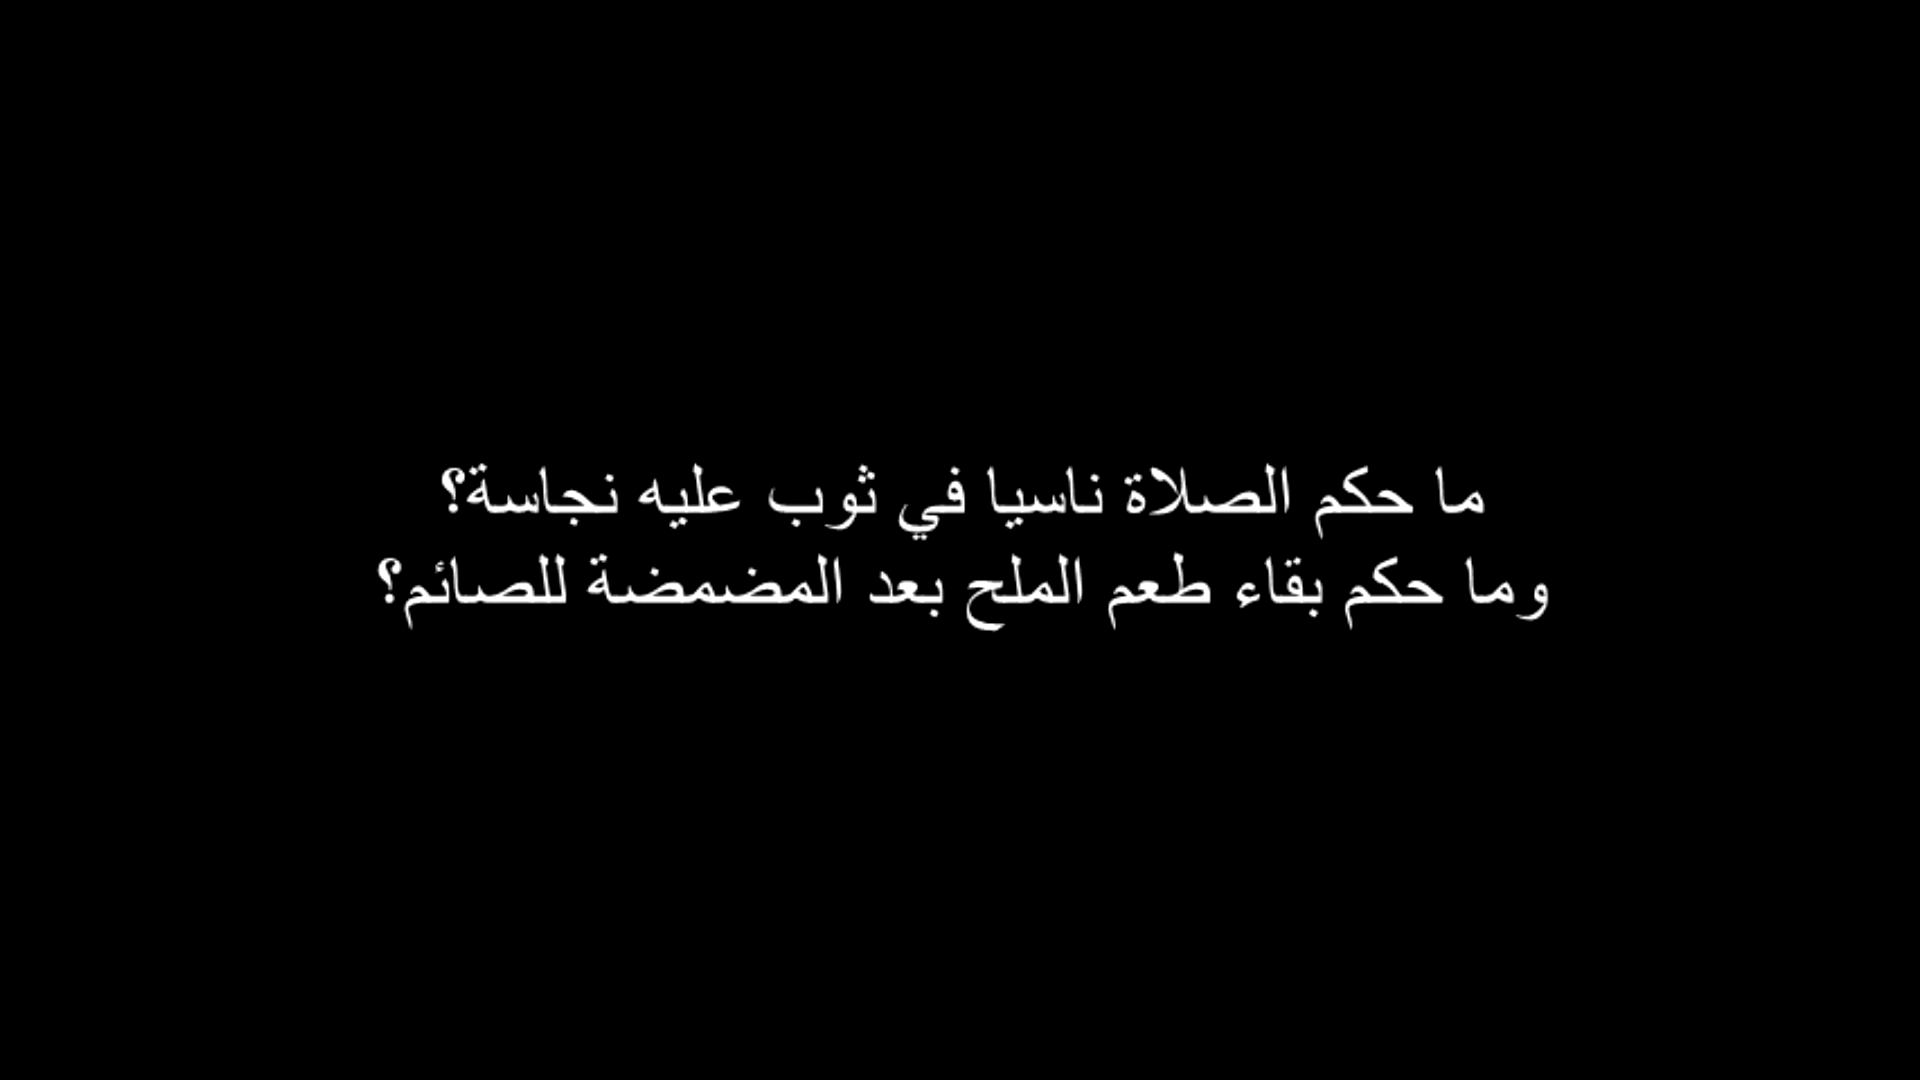 ما حكم الصلاة ناسيا في ثوب عليه نجاسة؟
وما حكم بقاء طعم الملح بعد المضمضة للصائم؟